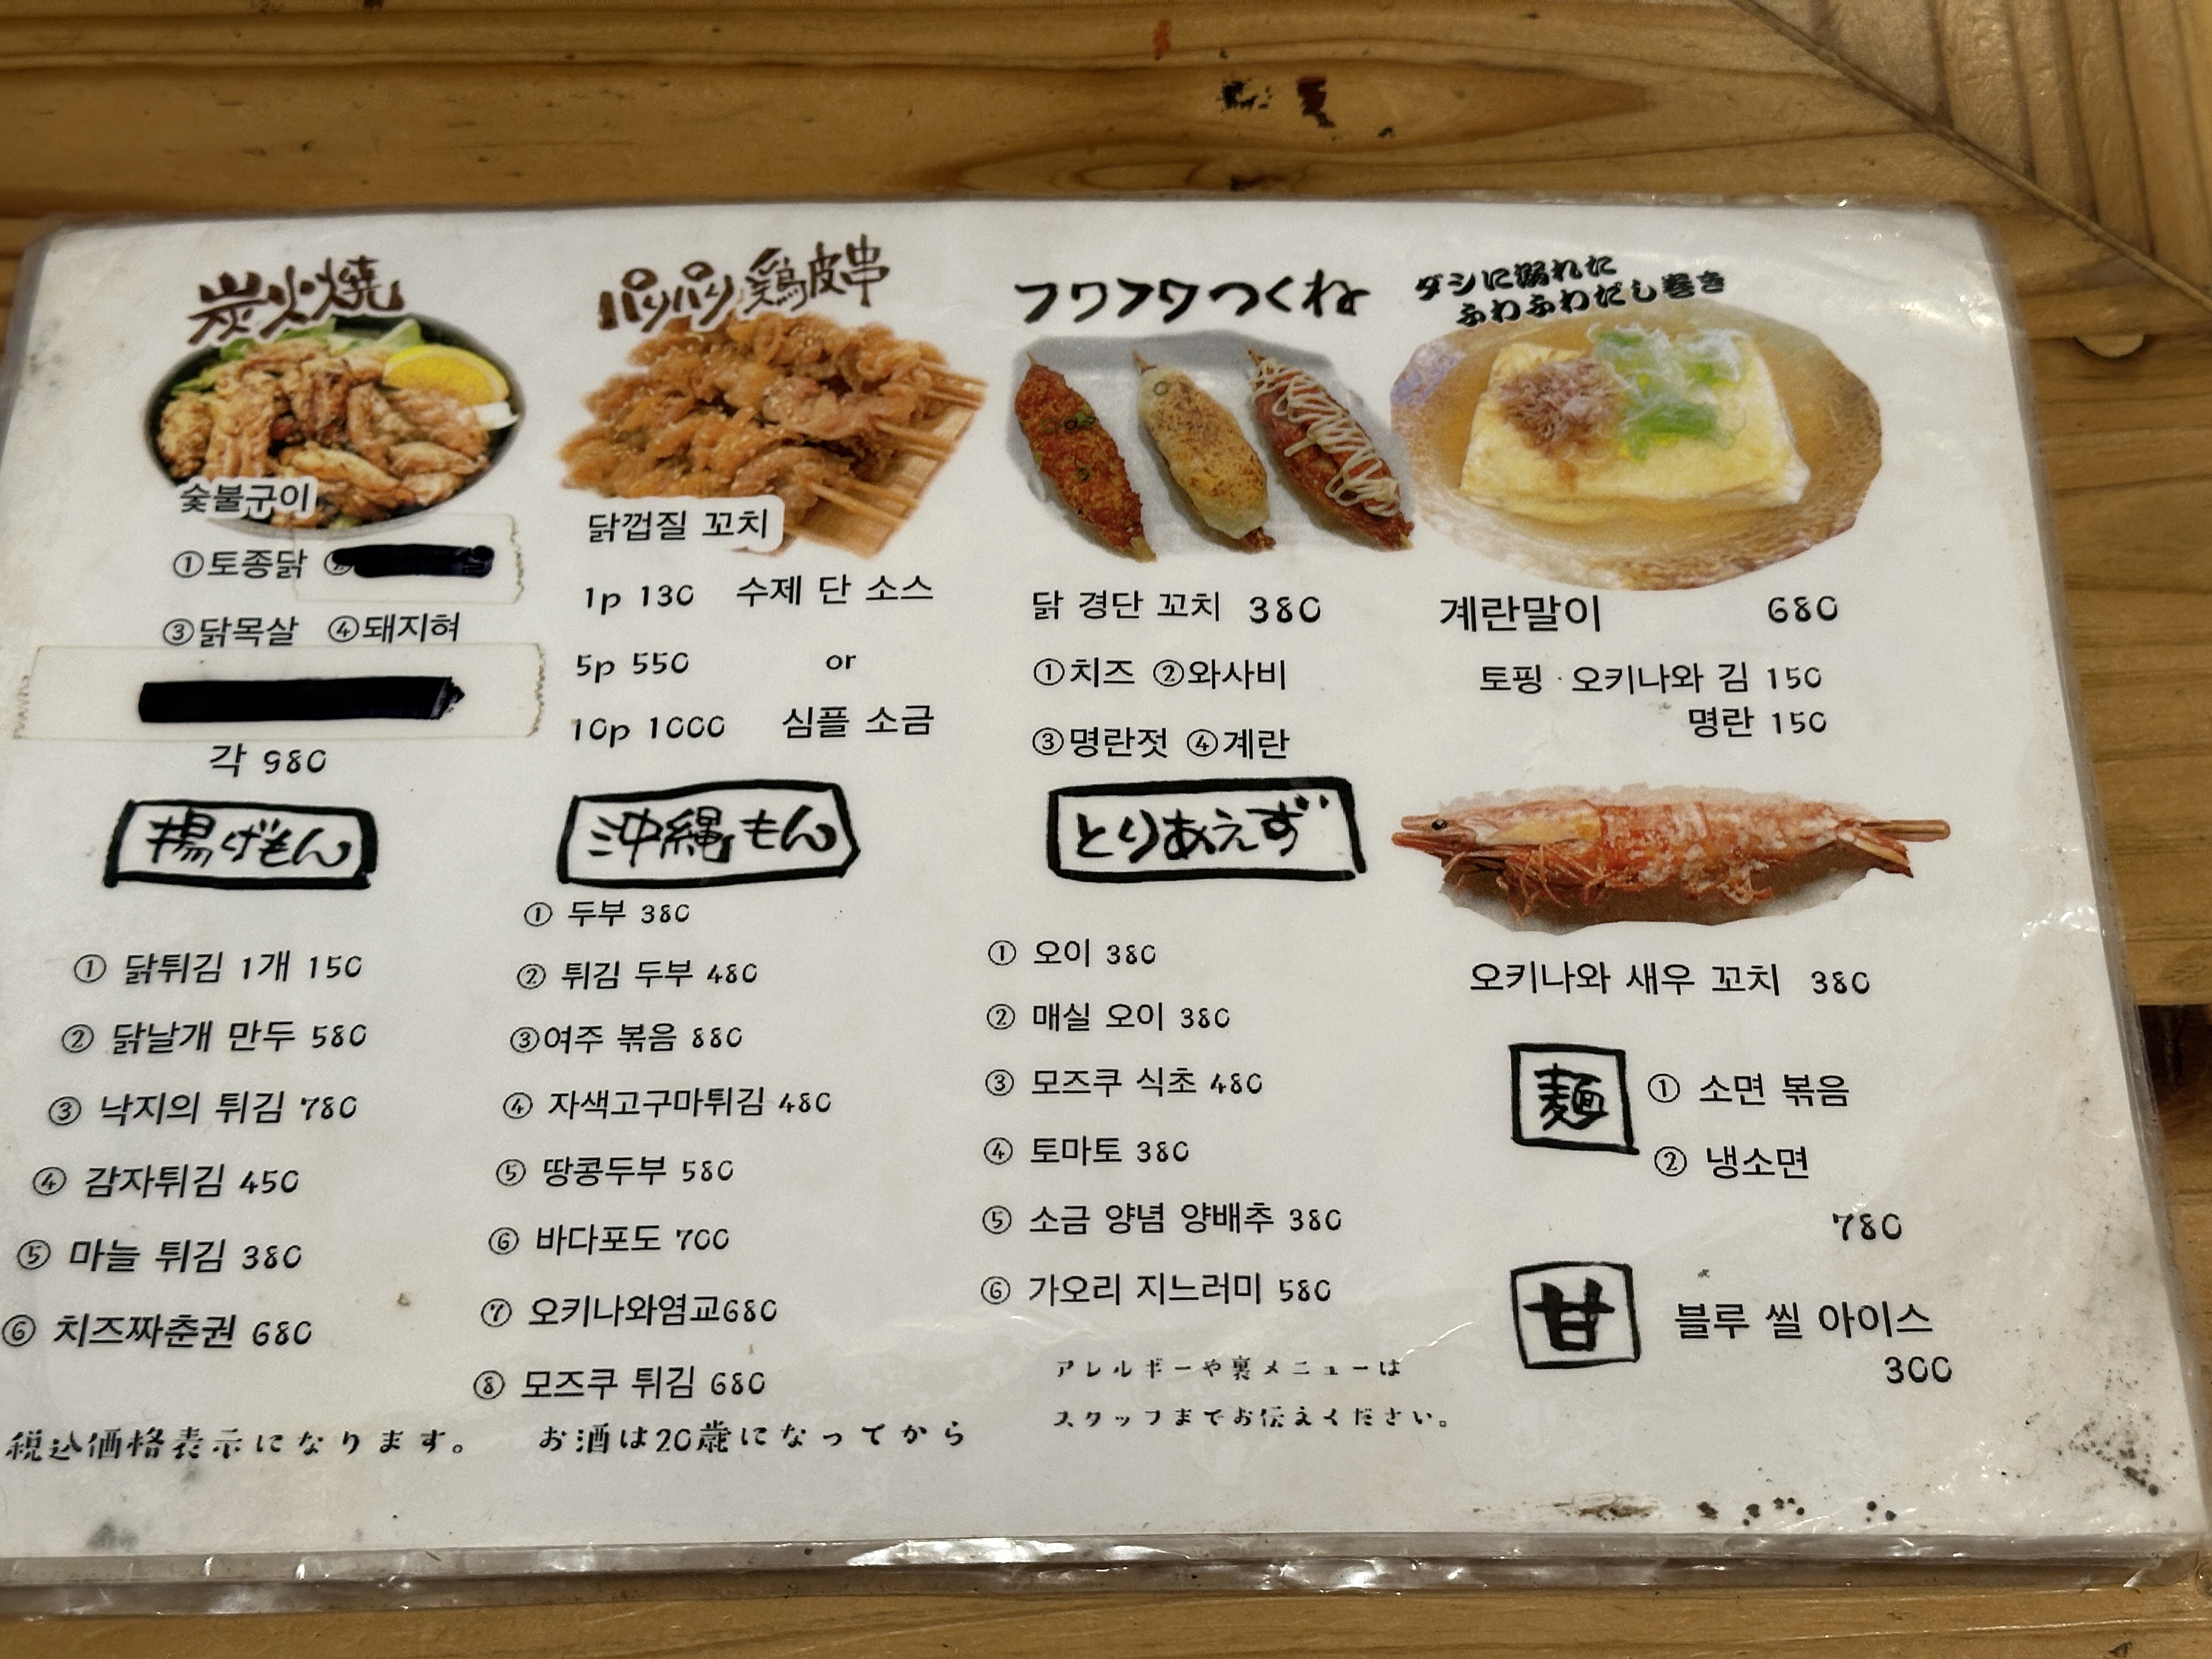 炭火焼
숯불구이
①토종닭
③닭목살 ④돼지혀
각 980
パリパリ鶏皮串
닭껍질 꼬치
1p 130 수제 단 소스
5p 550 or
10p 1000 심플 소금
フワフワつくね
닭 경단 꼬치 380
①치즈 ②와사비
③명란젓 ④계란
ダシに溺れた
ふわふわだし巻き
계란말이 680
토핑·오키나와 김 150
명란 150
揚げもん
① 닭튀김 1개 150
② 닭날개 만두 580
③ 낙지의 튀김 780
④ 감자튀김 450
⑤ 마늘 튀김 380
⑥ 치즈짜춘권 680
沖縄もん
① 두부 380
② 튀김 두부 480
③여주 볶음 880
④ 자색고구마튀김 480
⑤ 땅콩두부 580
⑥ 바다포도 700
⑦ 오키나와염교680
⑧ 모즈쿠 튀김 680
とりあえず
① 오이 380
② 매실 오이 380
③ 모즈쿠 식초 480
④ 토마토 380
⑤ 소금 양념 양배추 380
⑥ 가오리 지느러미 580
오키나와 새우 꼬치 380
麺
① 소면 볶음
② 냉소면
780
甘
블루 씰 아이스
300
アレルギーや裏メニューは
スタッフまでお伝えください。
税込価格表示になります。 お酒は20歳になってから